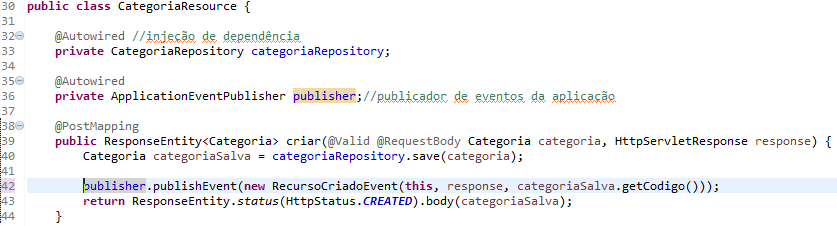 30 public class CategoriaResource {
31
32 @Autowired //injeção de dependência
33 private CategoriaRepository categoriaRepository;
34
35 @Autowired
36 private ApplicationEventPublisher publisher;//publicador de eventos da aplicacão
37
38 @PostMapping
39 public ResponseEntity<Categoria> criar(@Valid @RequestBody Categoria categoria, HttpServletResponse response) {
40 Categoria categoriaSalva = categoriaRepository.save(categoria);
41
42 publisher.publishEvent(new RecursoCriadoEvent(this, response, categoriaSalva.getCodigo()));
43 return ResponseEntity.status(HttpStatus.CREATED).body(categoriaSalva);
44 }